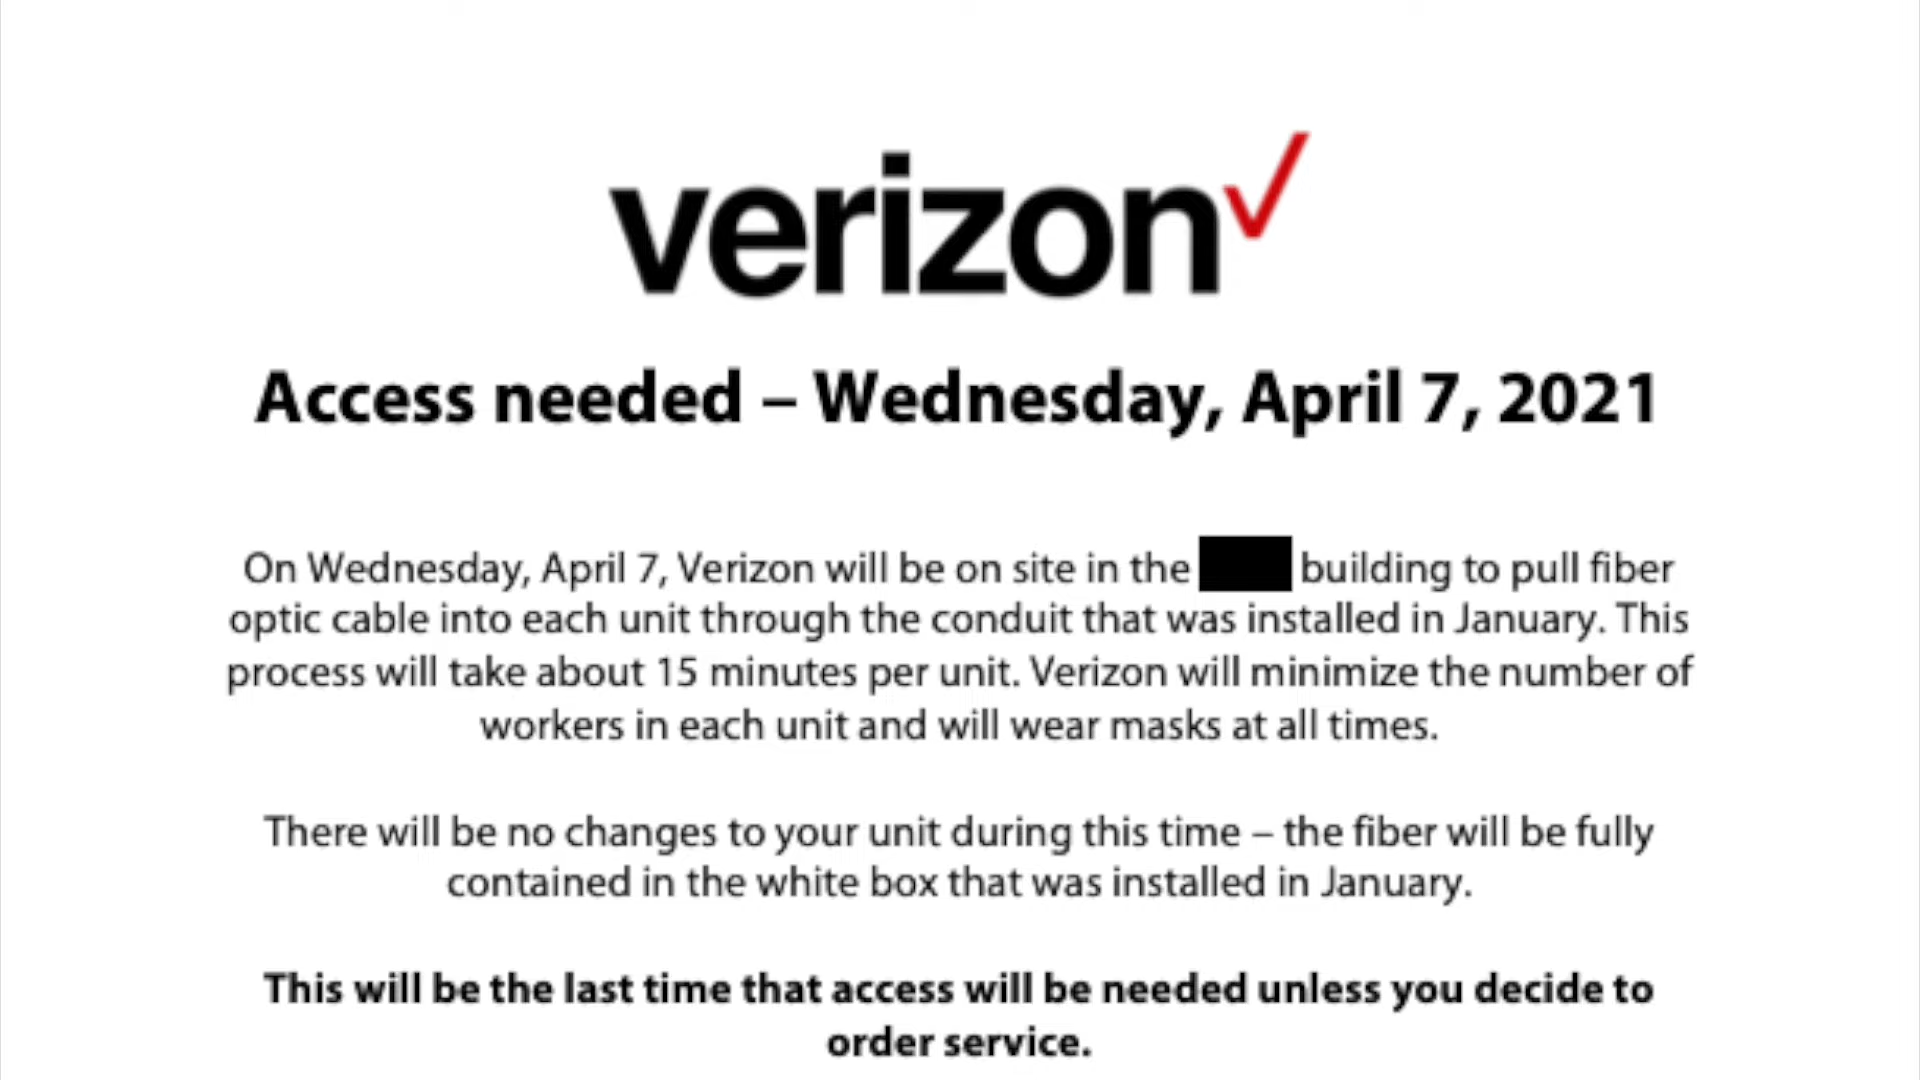 verizon✓
Access needed – Wednesday, April 7, 2021
On Wednesday, April 7, Verizon will be on site in the building to pull fiber
optic cable into each unit through the conduit that was installed in January. This
process will take about 15 minutes per unit. Verizon will minimize the number of
workers in each unit and will wear masks at all times.
There will be no changes to your unit during this time – the fiber will be fully
contained in the white box that was installed in January.
This will be the last time that access will be needed unless you decide to
order service.